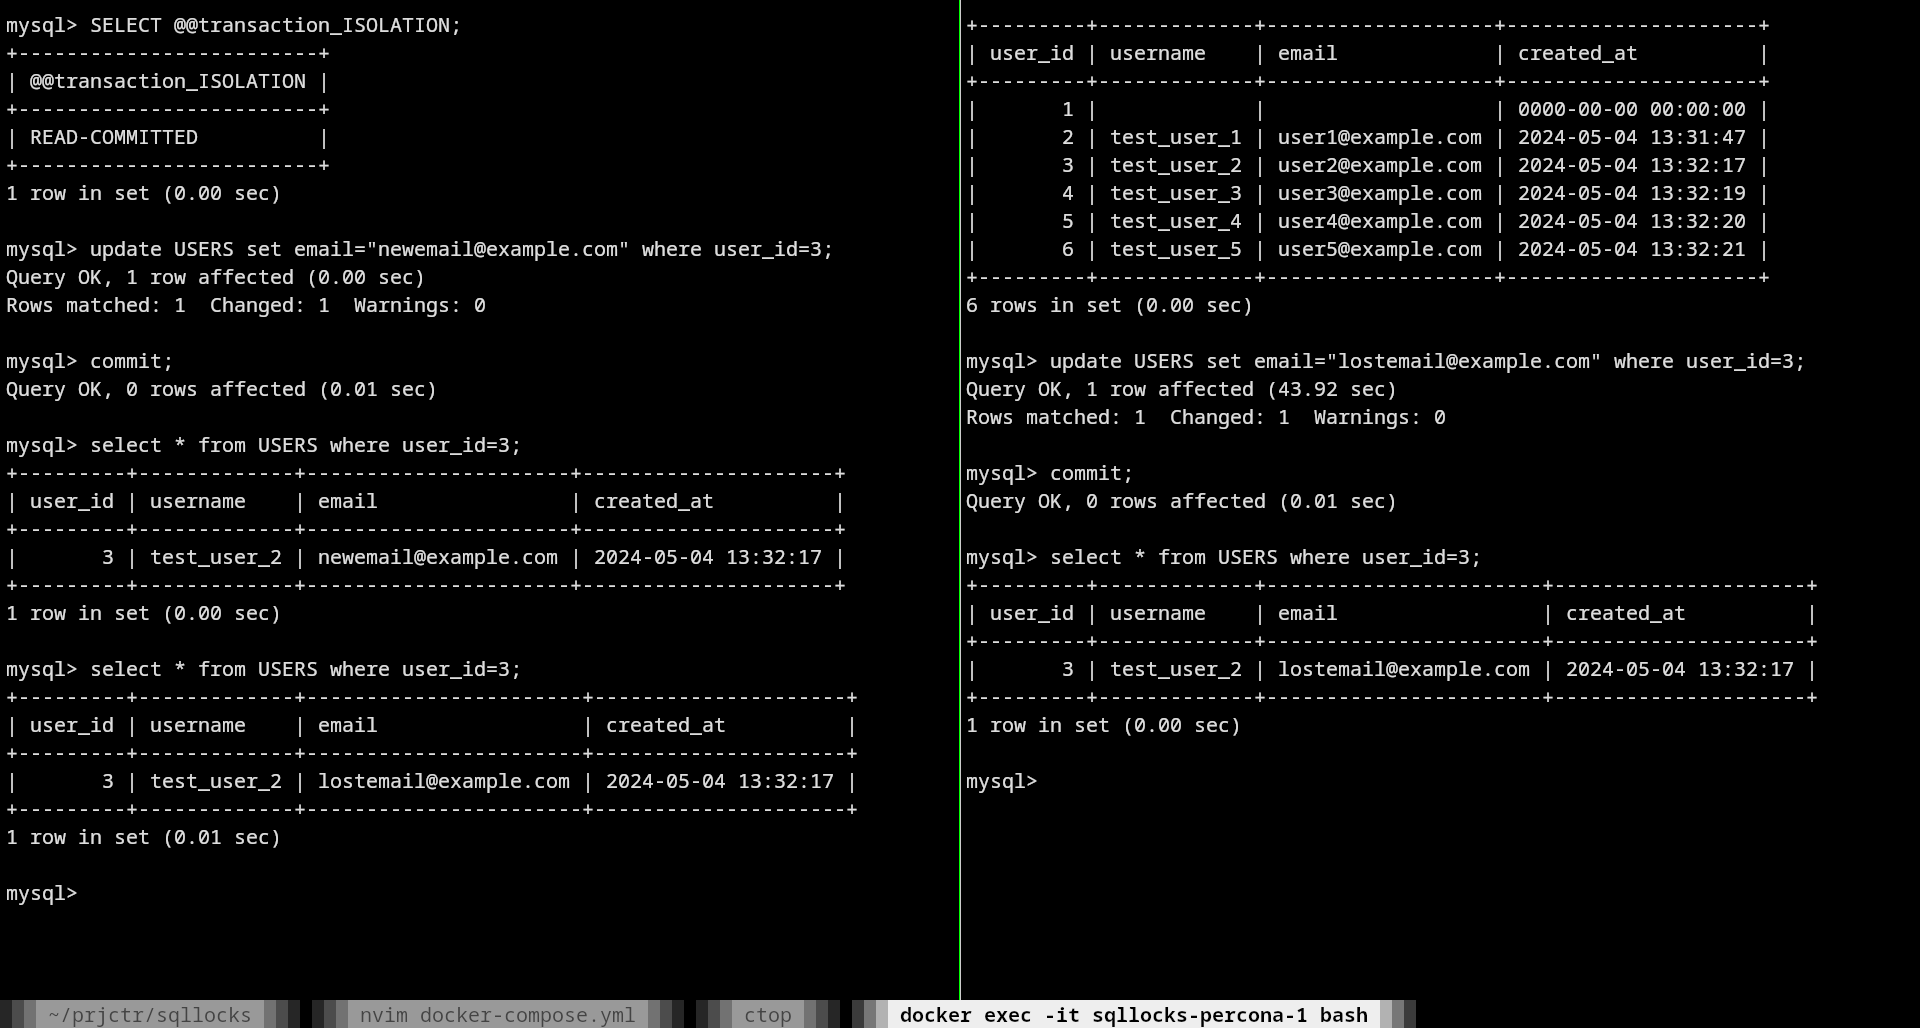 mysql> SELECT @@transaction_ISOLATION;
+-------------------------+
| @@transaction_ISOLATION |
+-------------------------+
| READ-COMMITTED          |
+-------------------------+
1 row in set (0.00 sec)
mysql> update USERS set email="newemail@example.com" where user_id=3;
Query OK, 1 row affected (0.00 sec)
Rows matched: 1  Changed: 1  Warnings: 0
mysql> commit;
Query OK, 0 rows affected (0.01 sec)
mysql> select * from USERS where user_id=3;
+---------+-------------+----------------------+---------------------+
| user_id | username    | email                | created_at          |
+---------+-------------+----------------------+---------------------+
|       3 | test_user_2 | newemail@example.com | 2024-05-04 13:32:17 |
+---------+-------------+----------------------+---------------------+
1 row in set (0.00 sec)
mysql> select * from USERS where user_id=3;
+---------+-------------+-----------------------+---------------------+
| user_id | username    | email                 | created_at          |
+---------+-------------+-----------------------+---------------------+
|       3 | test_user_2 | lostemail@example.com | 2024-05-04 13:32:17 |
+---------+-------------+-----------------------+---------------------+
1 row in set (0.01 sec)
mysql>
+---------+-------------+-------------------+---------------------+
| user_id | username    | email             | created_at          |
+---------+-------------+-------------------+---------------------+
|       1 |             |                   | 0000-00-00 00:00:00 |
|       2 | test_user_1 | user1@example.com | 2024-05-04 13:31:47 |
|       3 | test_user_2 | user2@example.com | 2024-05-04 13:32:17 |
|       4 | test_user_3 | user3@example.com | 2024-05-04 13:32:19 |
|       5 | test_user_4 | user4@example.com | 2024-05-04 13:32:20 |
|       6 | test_user_5 | user5@example.com | 2024-05-04 13:32:21 |
+---------+-------------+-------------------+---------------------+
6 rows in set (0.00 sec)
mysql> update USERS set email="lostemail@example.com" where user_id=3;
Query OK, 1 row affected (43.92 sec)
Rows matched: 1  Changed: 1  Warnings: 0
mysql> commit;
Query OK, 0 rows affected (0.01 sec)
mysql> select * from USERS where user_id=3;
+---------+-------------+-----------------------+---------------------+
| user_id | username    | email                 | created_at          |
+---------+-------------+-----------------------+---------------------+
|       3 | test_user_2 | lostemail@example.com | 2024-05-04 13:32:17 |
+---------+-------------+-----------------------+---------------------+
1 row in set (0.00 sec)
mysql>
~/prjctr/sqllocks nvim docker-compose.yml ctop docker exec -it sqllocks-percona-1 bash